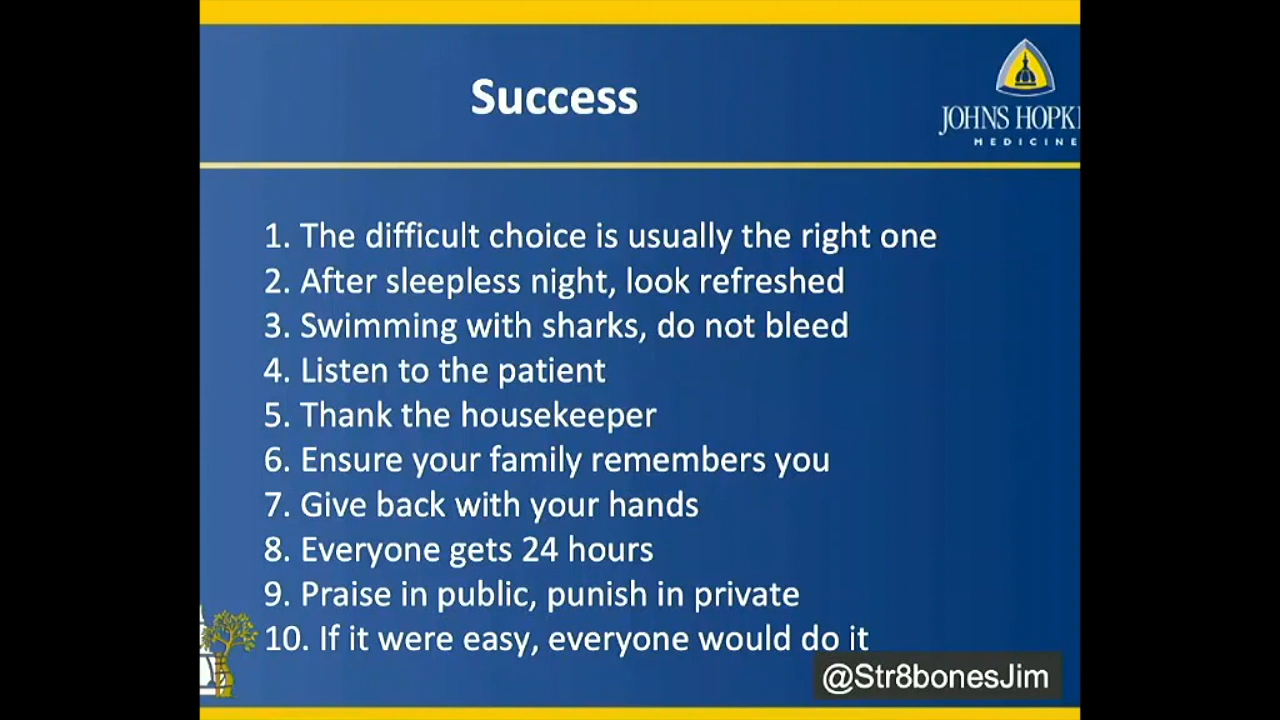 Success
JOHNS HOPKI
MEDICINE
1. The difficult choice is usually the right one
2. After sleepless night, look refreshed
3. Swimming with sharks, do not bleed
4. Listen to the patient
5. Thank the housekeeper
6. Ensure your family remembers you
7. Give back with your hands
8. Everyone gets 24 hours
9. Praise in public, punish in private
10. If it were easy, everyone would do it
@Str8bonesJim